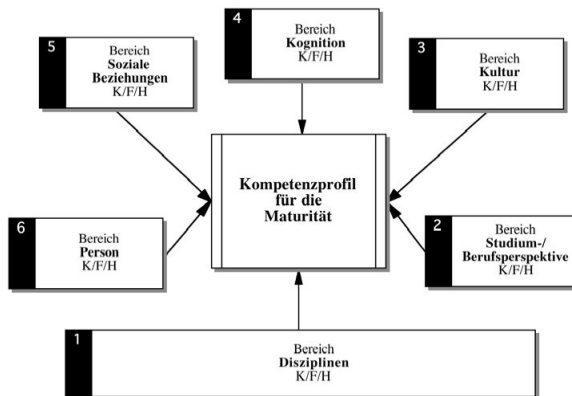 4
Bereich
Kognition
K/F/H
5
Bereich
Soziale
Beziehungen
K/F/H
3
Bereich
Kultur
K/F/H
Kompetenzprofil
für die
Maturität
6
Bereich
Person
K/F/H
2
Bereich
Studium-/
Berufsperspektive
K/F/H
1
Bereich
Disziplinen
K/F/H